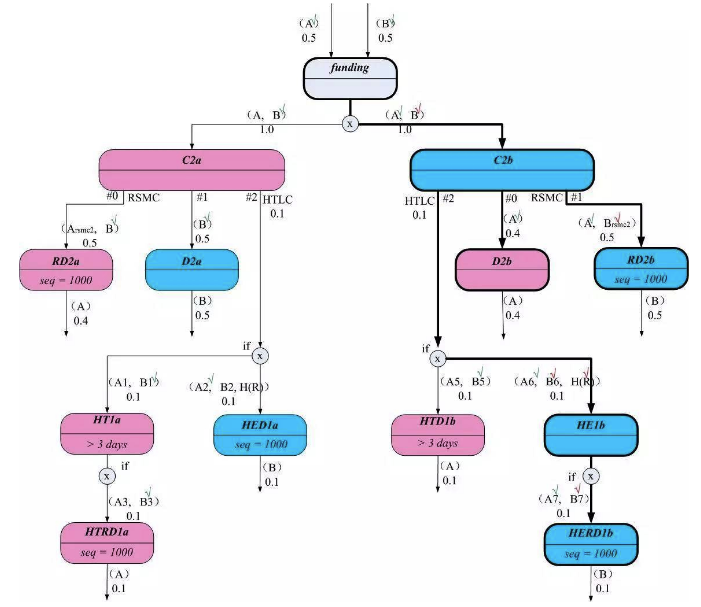 (A√) (B√)
0.5 0.5
funding
(A, B√) (A√, B√)
x
1.0 1.0
C2a C2b
#0 RSMC #1 #2 HTLC HTLC #2 #0 RSMC #1
0.1 0.1
(Arsmc2, B√) (B√) (A√) (A√, Brsmc2√)
0.5 0.5 0.4 0.5
RD2a D2a D2b RD2b
seq = 1000 seq = 1000
(A) (B) (A) (B)
0.4 0.5 0.4 0.5
if x if x
(A1, B1√) (A2√, B2, H(R)) (A5, B5√) (A6√, B6√, H(R√))
0.1 0.1 0.1 0.1
HT1a HED1a HTD1b HE1b
> 3 days seq = 1000 > 3 days
if (B) (A) if
x 0.1 0.1 x
(A3, B3√) (A7√, B7√)
0.1 0.1
HTRD1a HERD1b
seq = 1000 seq = 1000
(A) (B)
0.1 0.1